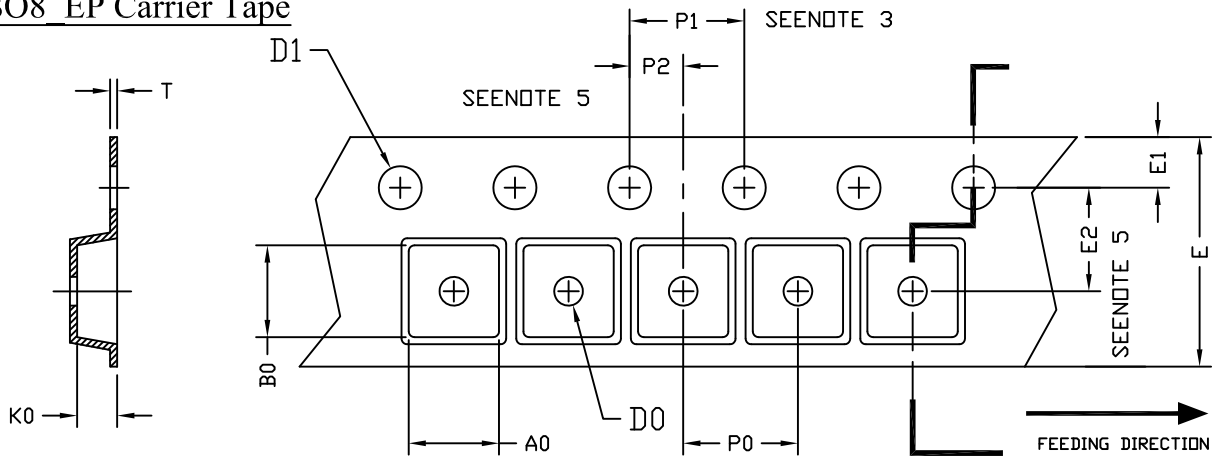 SO8_EP Carrier Tape
P1
SEENOTE 3
D1
P2
T
SEENOTE 5
E1
E2
E
SEENOTE 5
B0
K0
A0
D0
P0
FEEDING DIRECTION